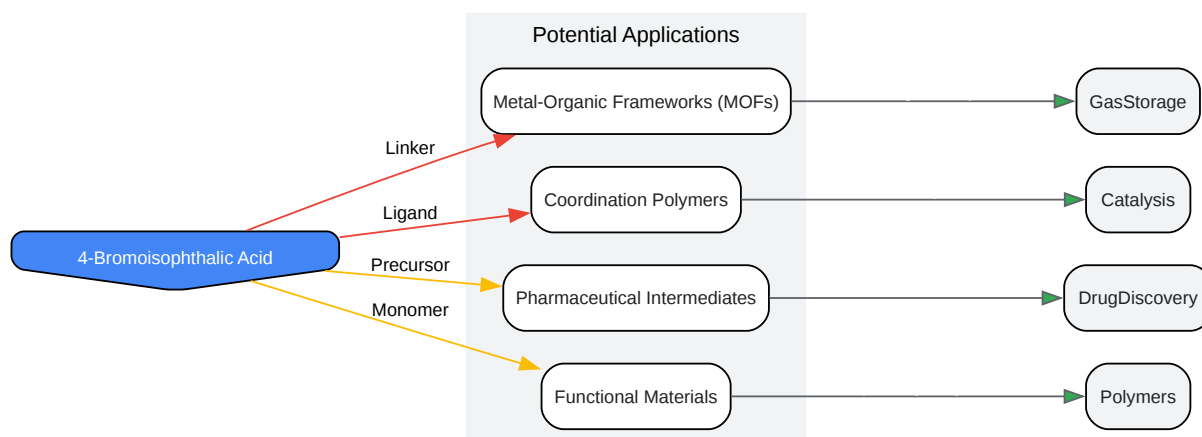 Potential Applications
Metal-Organic Frameworks (MOFs)
GasStorage
Linker
Coordination Polymers
Catalysis
Ligand
4-Bromoisophthalic Acid
Precursor
Pharmaceutical Intermediates
DrugDiscovery
Monomer
Functional Materials
Polymers